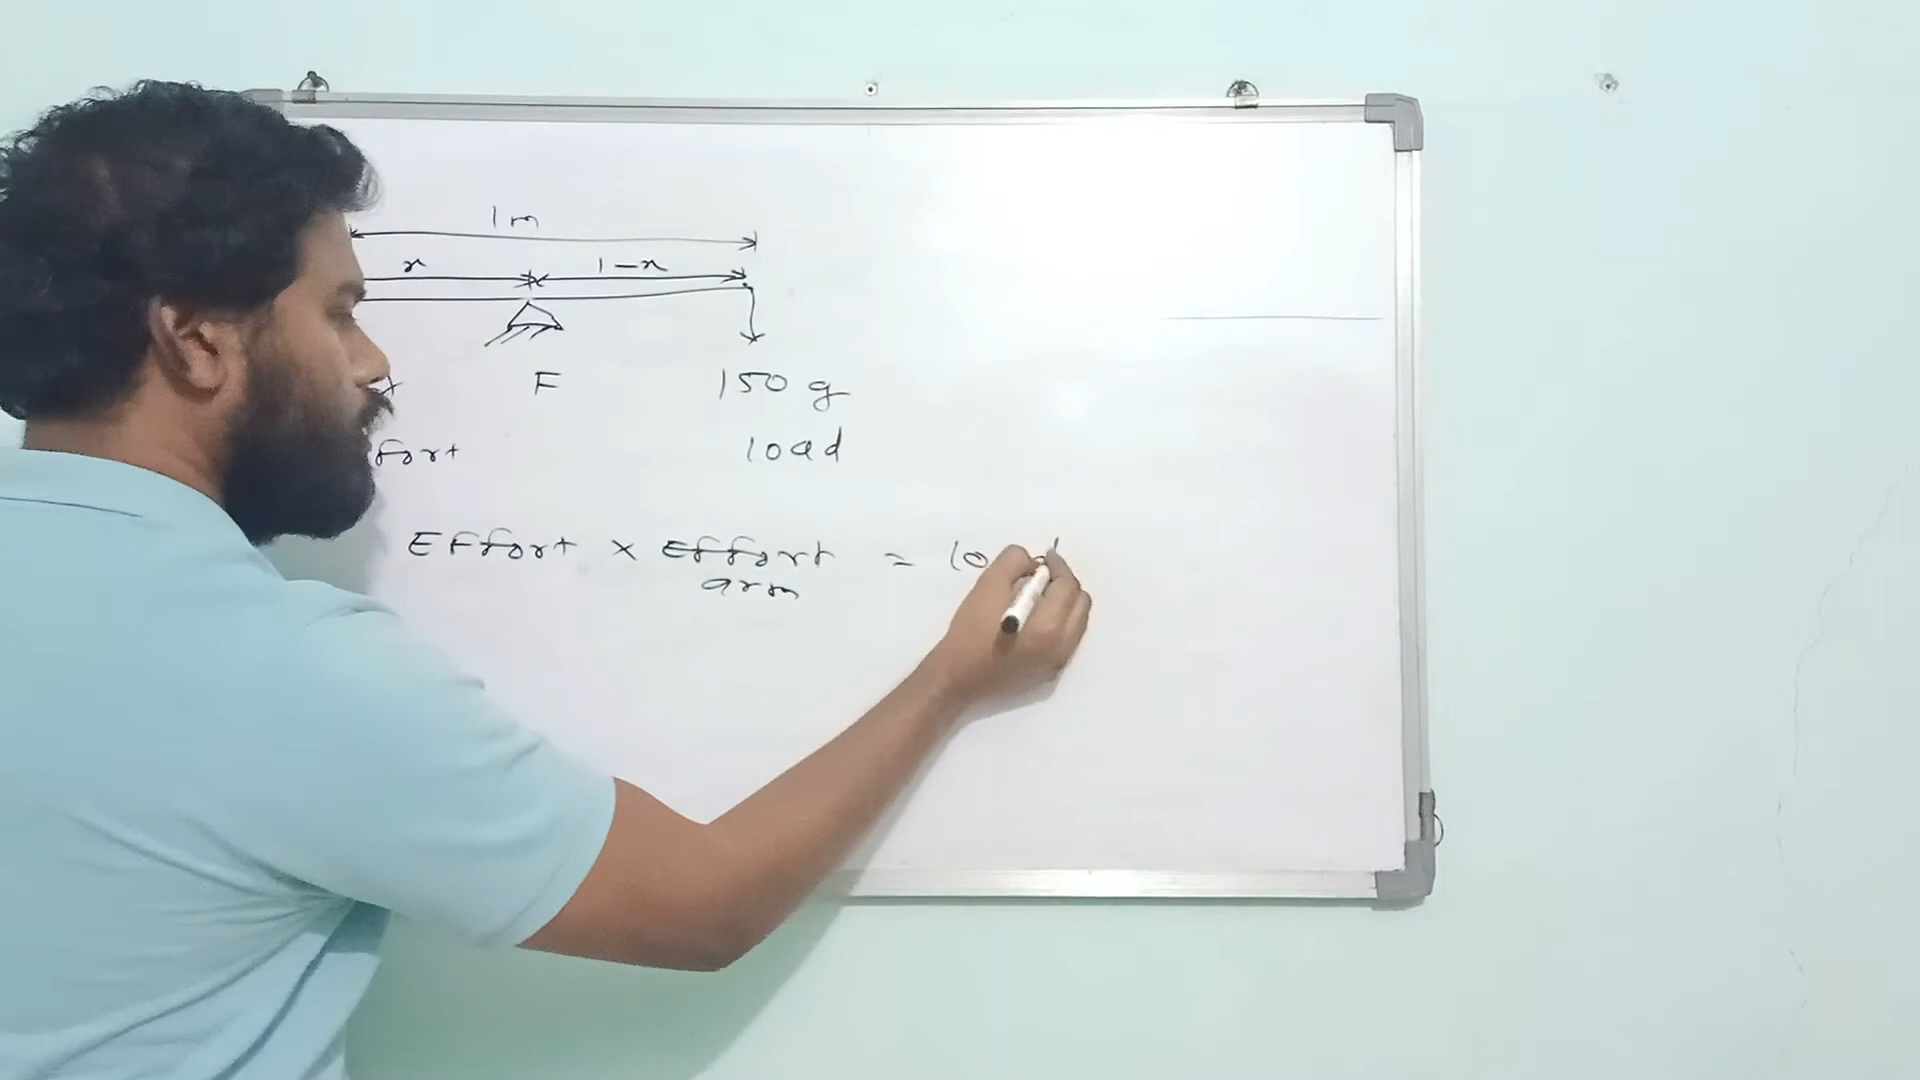 1m
x 1-x
F 150 g
load
Effort × Effort =
arm